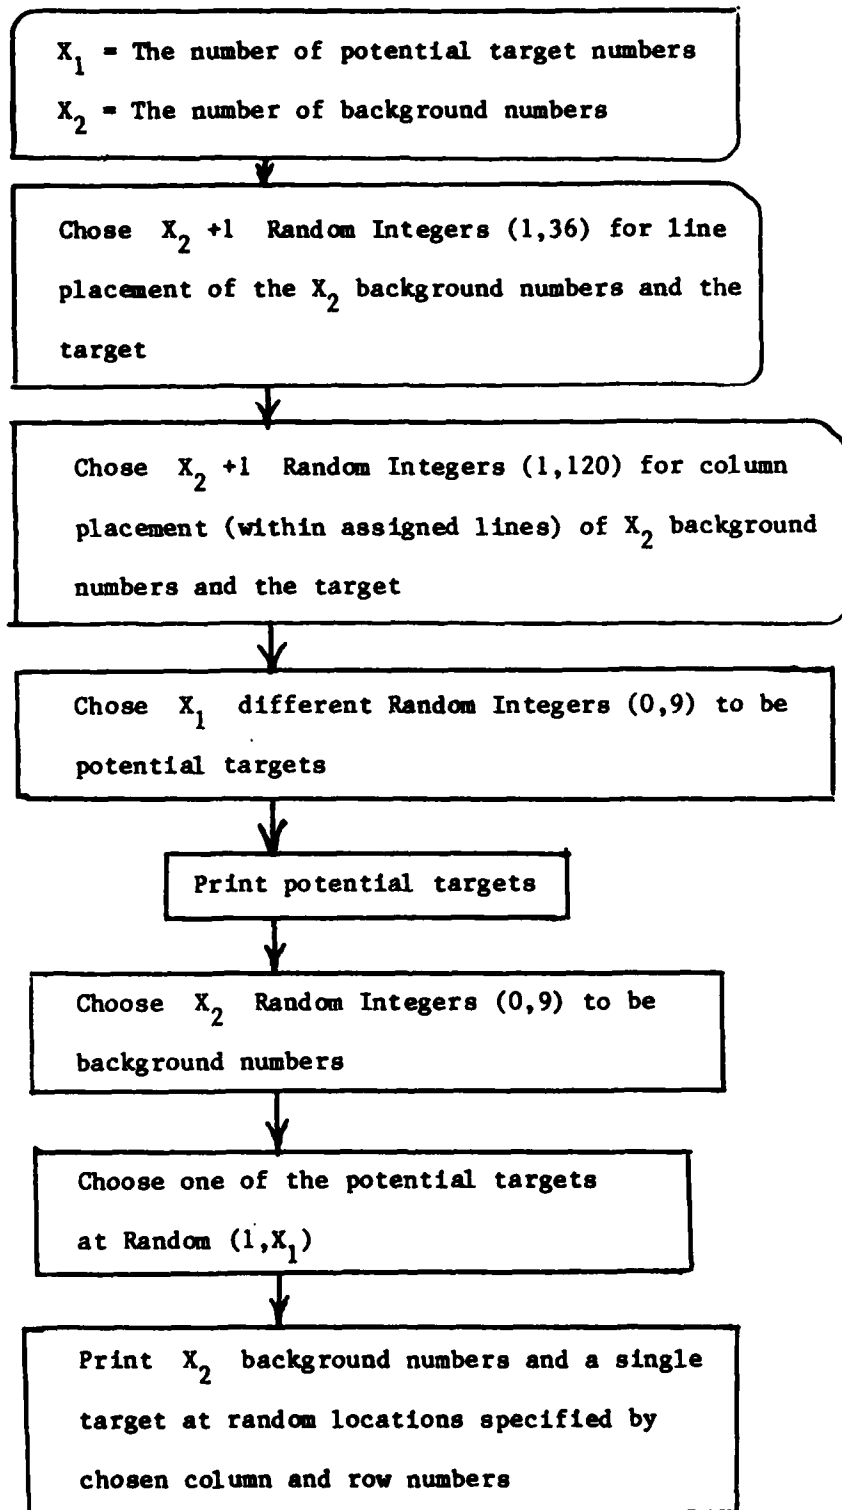 X₁ = The number of potential target numbers
X₂ = The number of background numbers
Chose X₂ +1 Random Integers (1,36) for line
placement of the X₂ background numbers and the
target
Chose X₂ +1 Random Integers (1,120) for column
placement (within assigned lines) of X₂ background
numbers and the target
Chose X₁ different Random Integers (0,9) to be
potential targets
Print potential targets
Choose X₂ Random Integers (0,9) to be
background numbers
Choose one of the potential targets
at Random (1,X₁)
Print X₂ background numbers and a single
target at random locations specified by
chosen column and row numbers